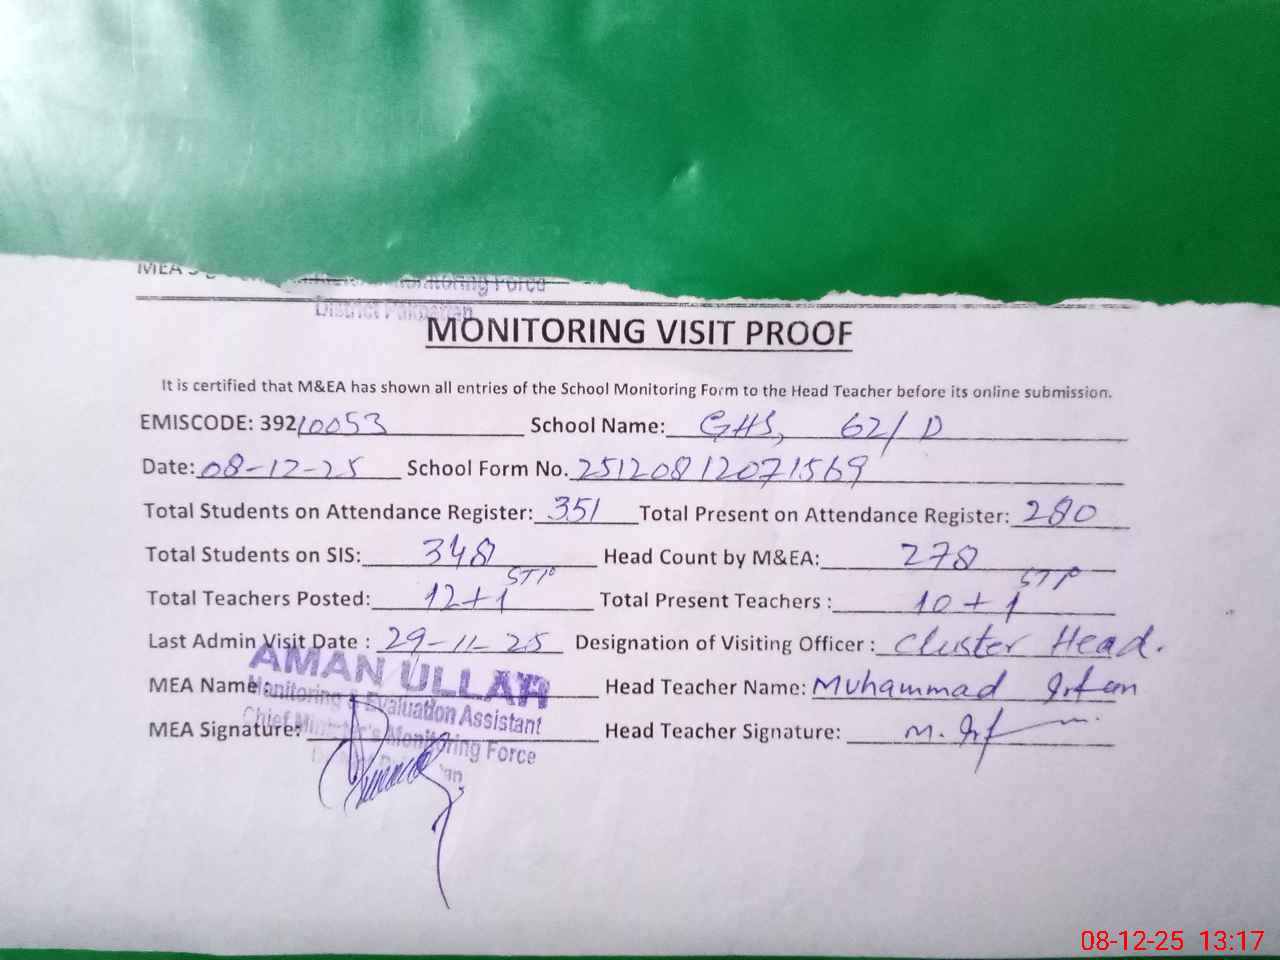 Monitoring Force
District Pakpattan
MONITORING VISIT PROOF
It is certified that M&EA has shown all entries of the School Monitoring Form to the Head Teacher before its online submission.
EMISCODE: 39210053 School Name: GHS, 62/D
Date: 08-12-25 School Form No. 25120812071569
Total Students on Attendance Register: 351 Total Present on Attendance Register: 280
Total Students on SIS: 348 Head Count by M&EA: 278
Total Teachers Posted: 12+1 STI Total Present Teachers : 10+1 STI
Last Admin Visit Date : 29-11-25 Designation of Visiting Officer : Cluster Head.
AMAN ULLAH
MEA Name Head Teacher Name: Muhammad Irfan
Monitoring & Evaluation Assistant
Chief Minister's Monitoring Force
MEA Signature: Head Teacher Signature: M. Irf
08-12-25 13:17